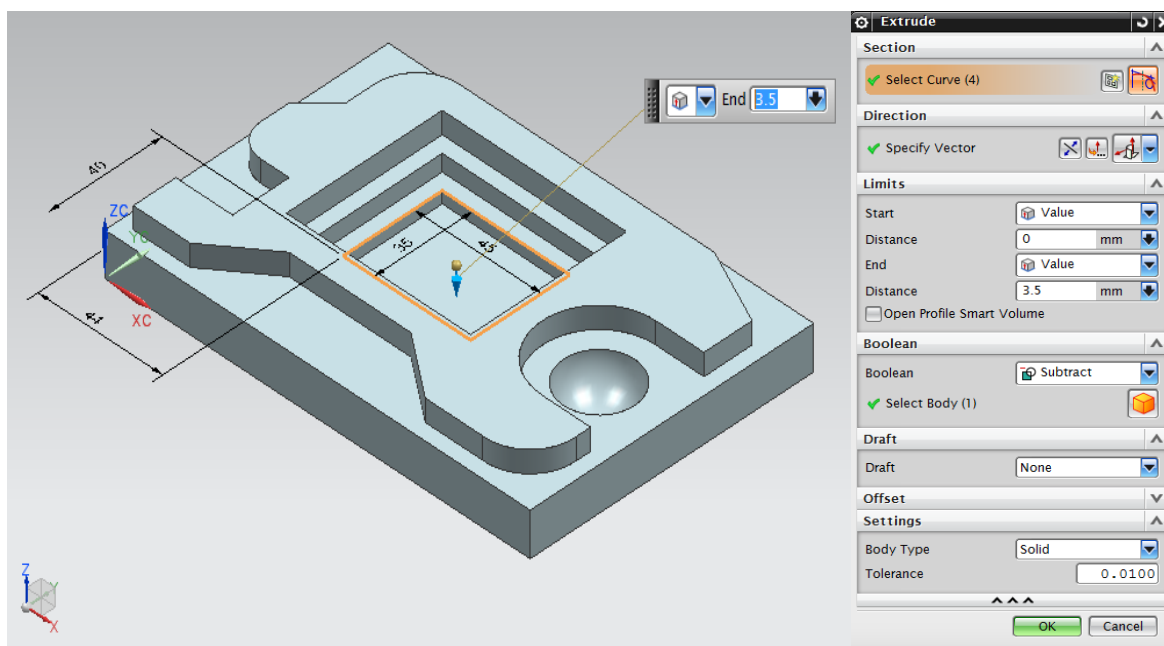 Extrude
Section
Select Curve (4)
Direction
Specify Vector
Limits
Start Value
Distance 0 mm
End Value
Distance 3.5 mm
Open Profile Smart Volume
Boolean
Boolean Subtract
Select Body (1)
Draft
Draft None
Offset
Settings
Body Type Solid
Tolerance 0.0100
OK Cancel
End 3.5
40
ZC
YC
XC
35
45
44
Z
Y
X